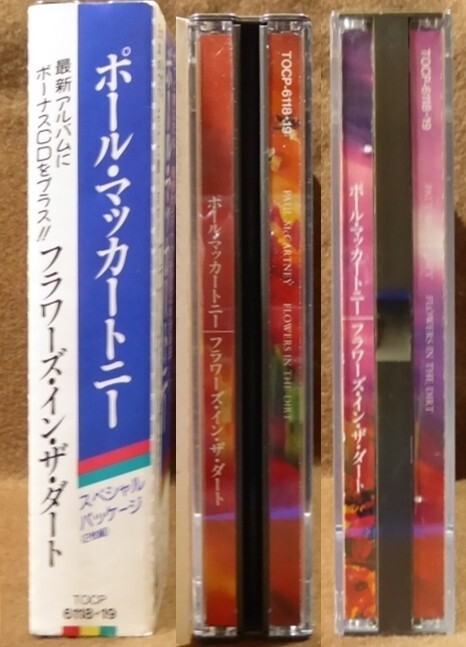 ポール・マッカートニー
最新アルバムに
ボーナスCDをプラス!!
フラワーズ・イン・ザ・ダート
スペシャル
パッケージ
(2枚組)
TOCP
6118-19
ポール・マッカートニー フラワーズ・イン・ザ・ダート
TOCP-6118・19 PAUL McCARTNEY FLOWERS IN THE DIRT
ポール・マッカートニー フラワーズ・イン・ザ・ダート
TOCP-6118・19 FLOWERS IN THE DIRT